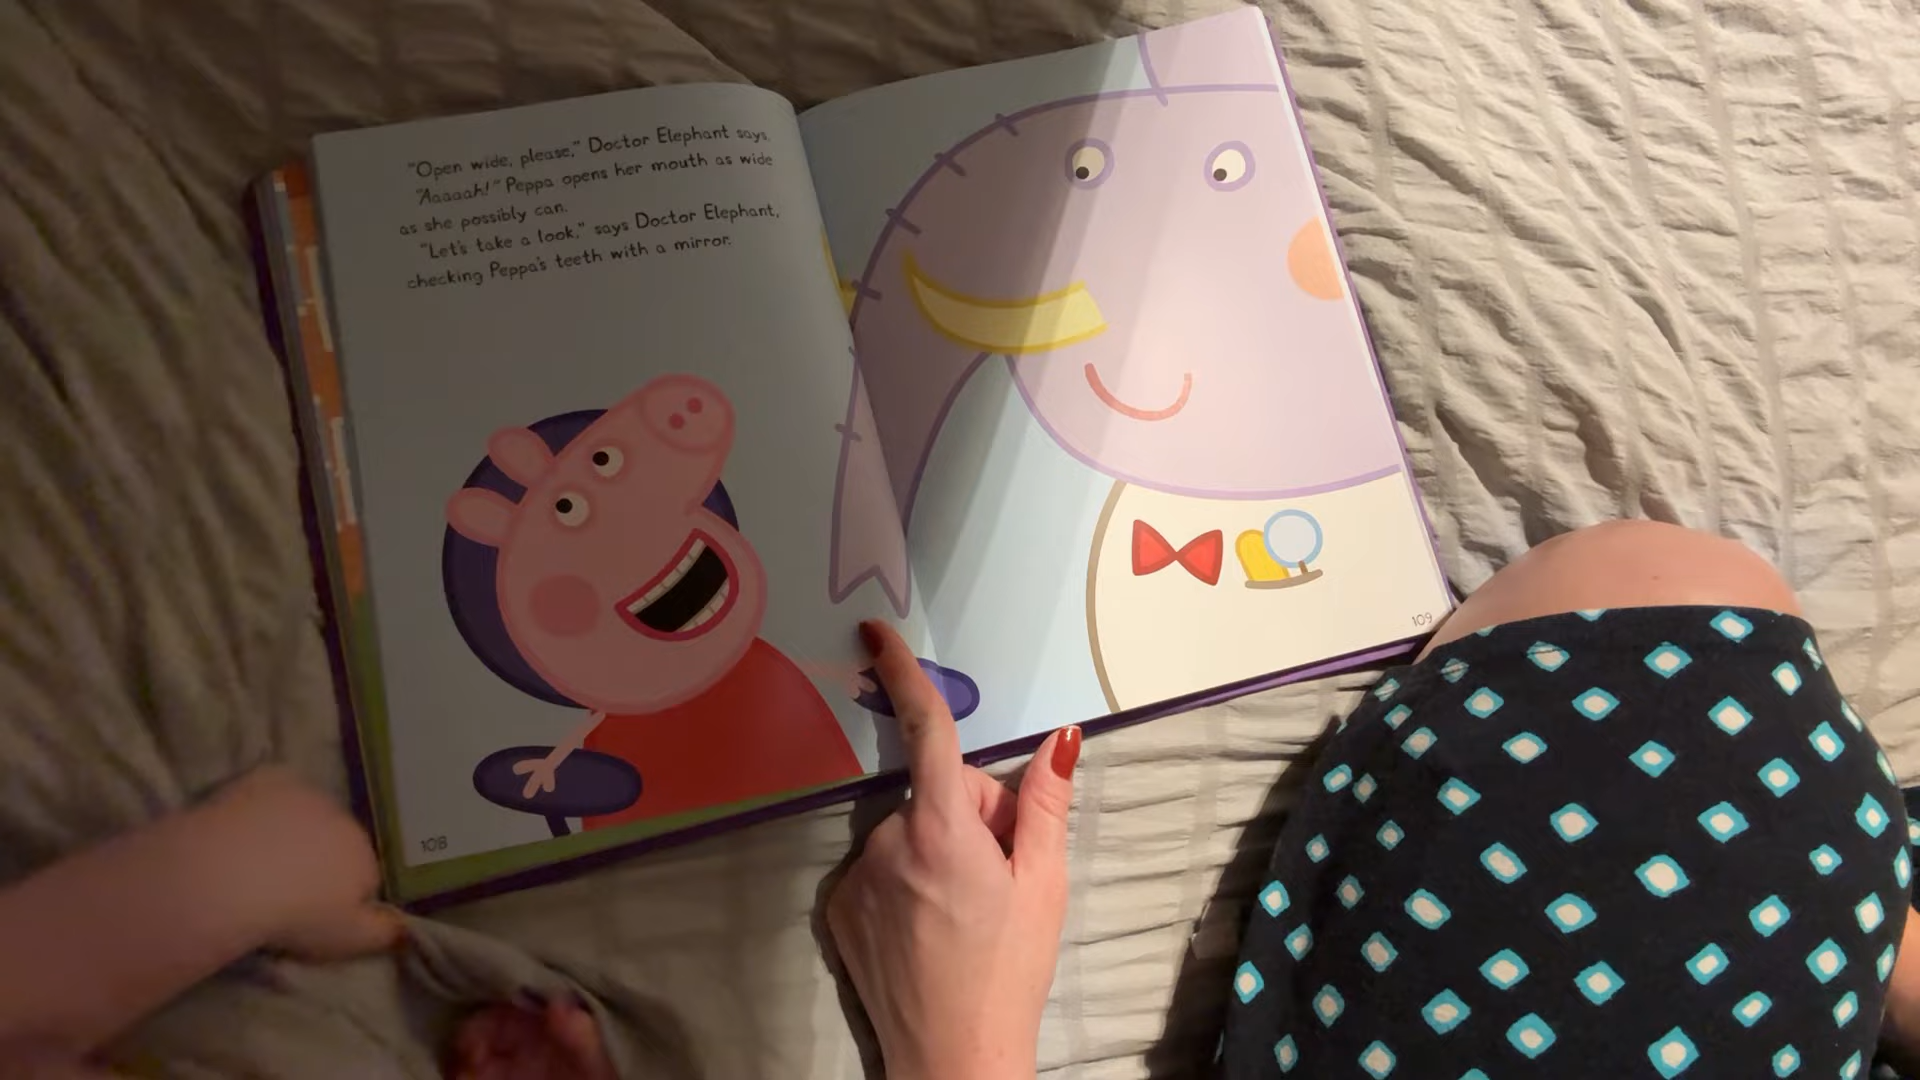 "Open wide, please," Doctor Elephant says.
"Aaaaah!" Peppa opens her mouth as wide
as she possibly can.
"Let's take a look," says Doctor Elephant,
checking Peppa's teeth with a mirror.
108
109